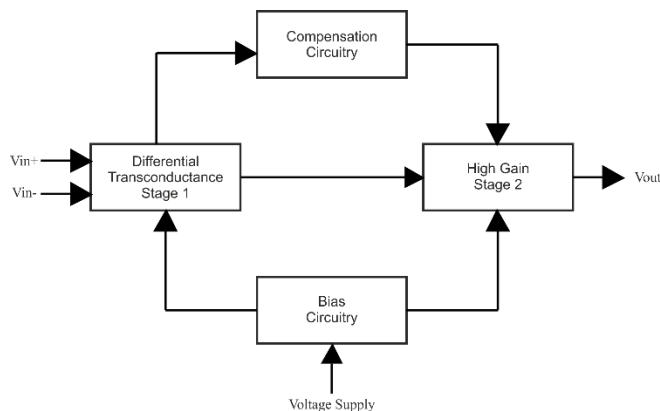 Compensation
Circuitry
Vin+
Vin-
Differential
Transconductance
Stage 1
High Gain
Stage 2
Vout
Bias
Circuitry
Voltage Supply